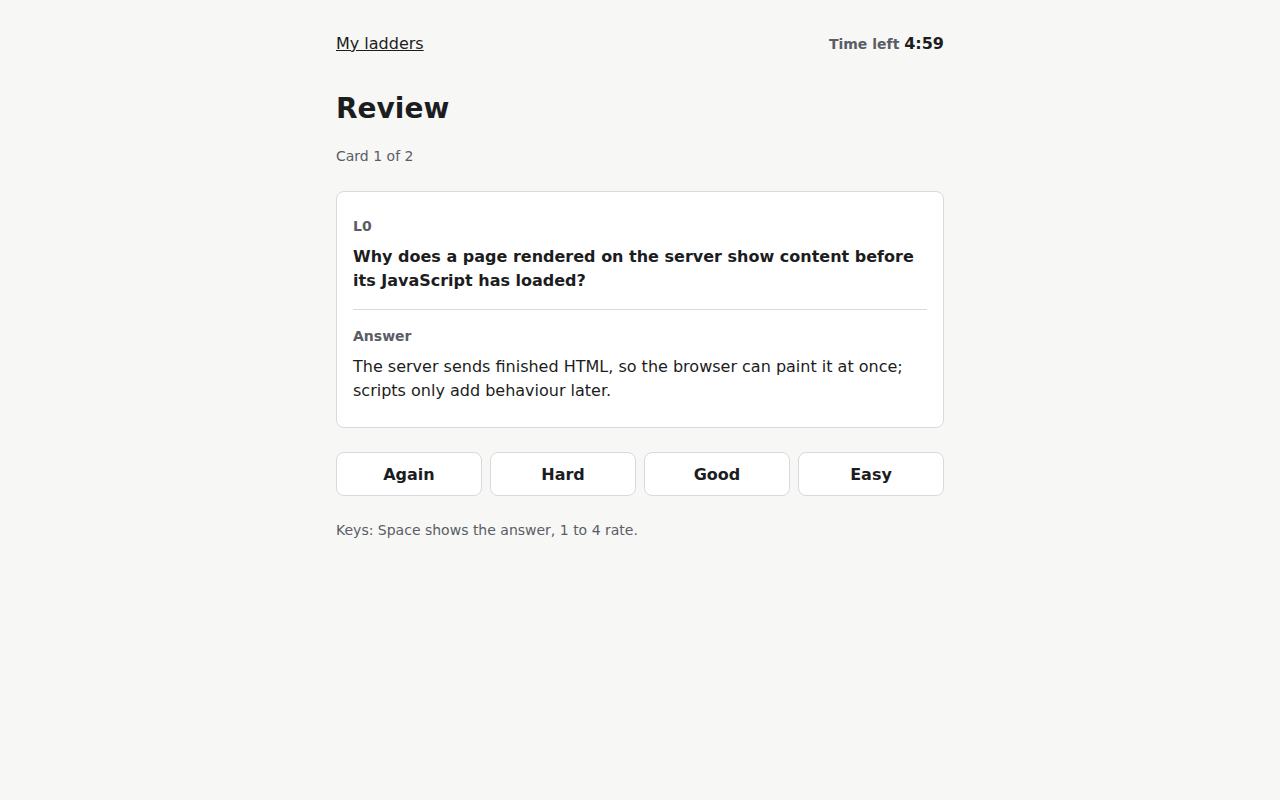 My ladders
Time left 4:59
Review
Card 1 of 2
L0
Why does a page rendered on the server show content before
its JavaScript has loaded?
Answer
The server sends finished HTML, so the browser can paint it at once;
scripts only add behaviour later.
Again
Hard
Good
Easy
Keys: Space shows the answer, 1 to 4 rate.